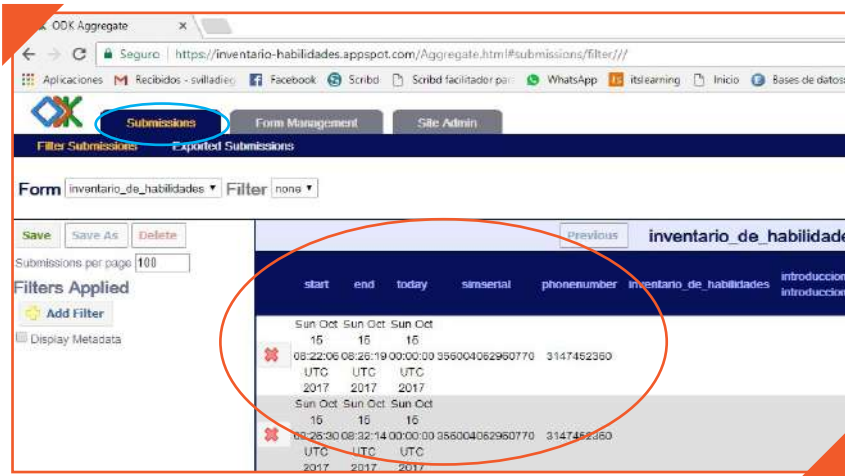 ODK Aggregate
Seguro https://inventario-habilidades.appspot.com/Aggregate.html#submissions/filter///
Aplicaciones Recibidos - svilladieg Facebook Scribd Scribd facilitador par WhatsApp itslearning Inicio Bases de datos:
Submissions Form Management Site Admin
Filter Submissions Exported Submissions
Form inventario_de_habilidades Filter none
Save Save As Delete Previous inventario_de_habilidade
Submissions per page 100
Filters Applied
Add Filter
Display Metadata
start end today simserial phonenumber inventario_de_habilidades introduccion introduccion
Sun Oct Sun Oct Sun Oct
15 15 15
08:22:06 08:26:19 00:00:00 356004062960770 3147452360
UTC UTC UTC
2017 2017 2017
Sun Oct Sun Oct Sun Oct
15 15 15
08:26:30 08:32:14 00:00:00 356004062960770 3147452360
UTC UTC UTC
2017 2017 2017